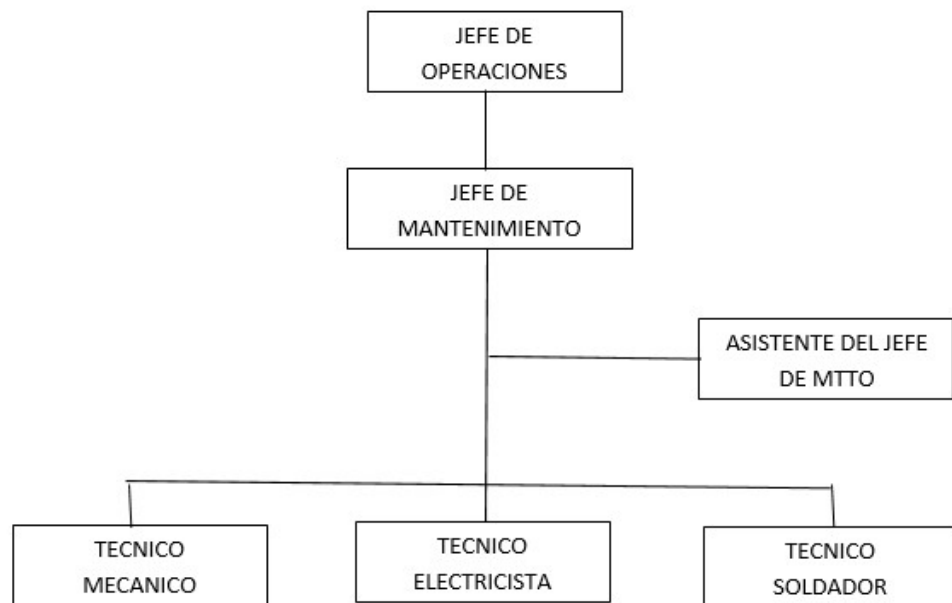 JEFE DE
OPERACIONES
JEFE DE
MANTENIMIENTO
ASISTENTE DEL JEFE
DE MTTO
TECNICO
MECANICO
TECNICO
ELECTRICISTA
TECNICO
SOLDADOR